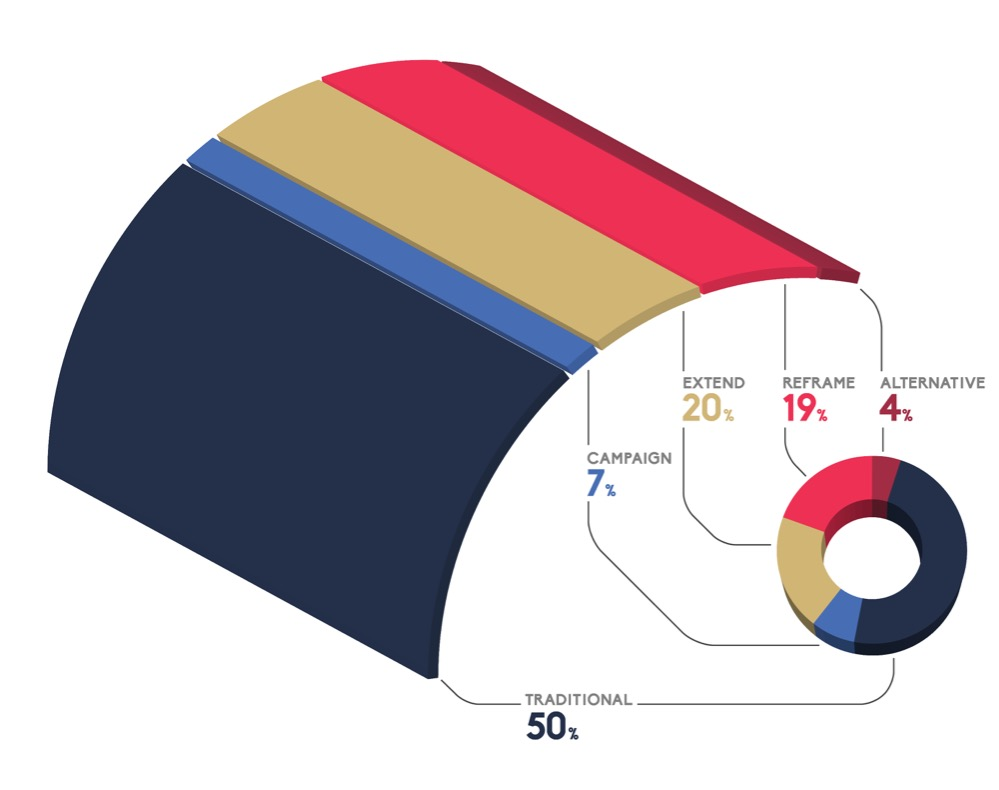 EXTEND
20%
REFRAME
19%
ALTERNATIVE
4%
CAMPAIGN
7%
TRADITIONAL
50%